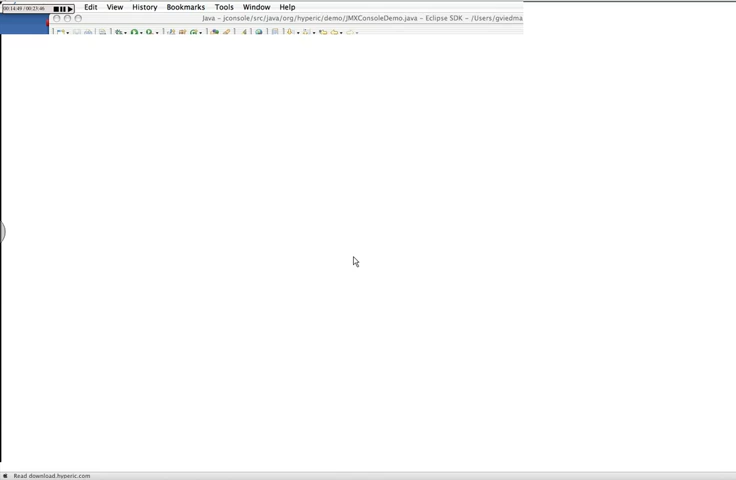 00:14:49 / 00:23:46
Edit View History Bookmarks Tools Window Help
Java - jconsole/src/java/org/hyperic/demo/JMXConsoleDemo.java - Eclipse SDK - /Users/gviedma
Read download.hyperic.com